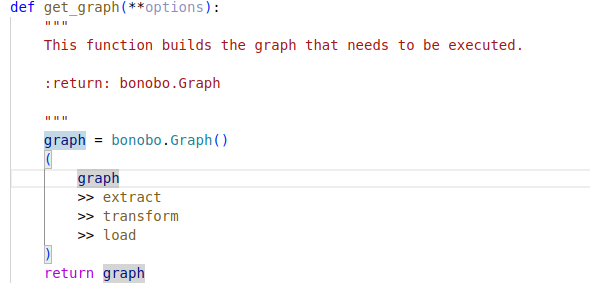 def get_graph(**options):
"""
This function builds the graph that needs to be executed.
:return: bonobo.Graph
"""
graph = bonobo.Graph()
(
graph
>> extract
>> transform
>> load
)
return graph